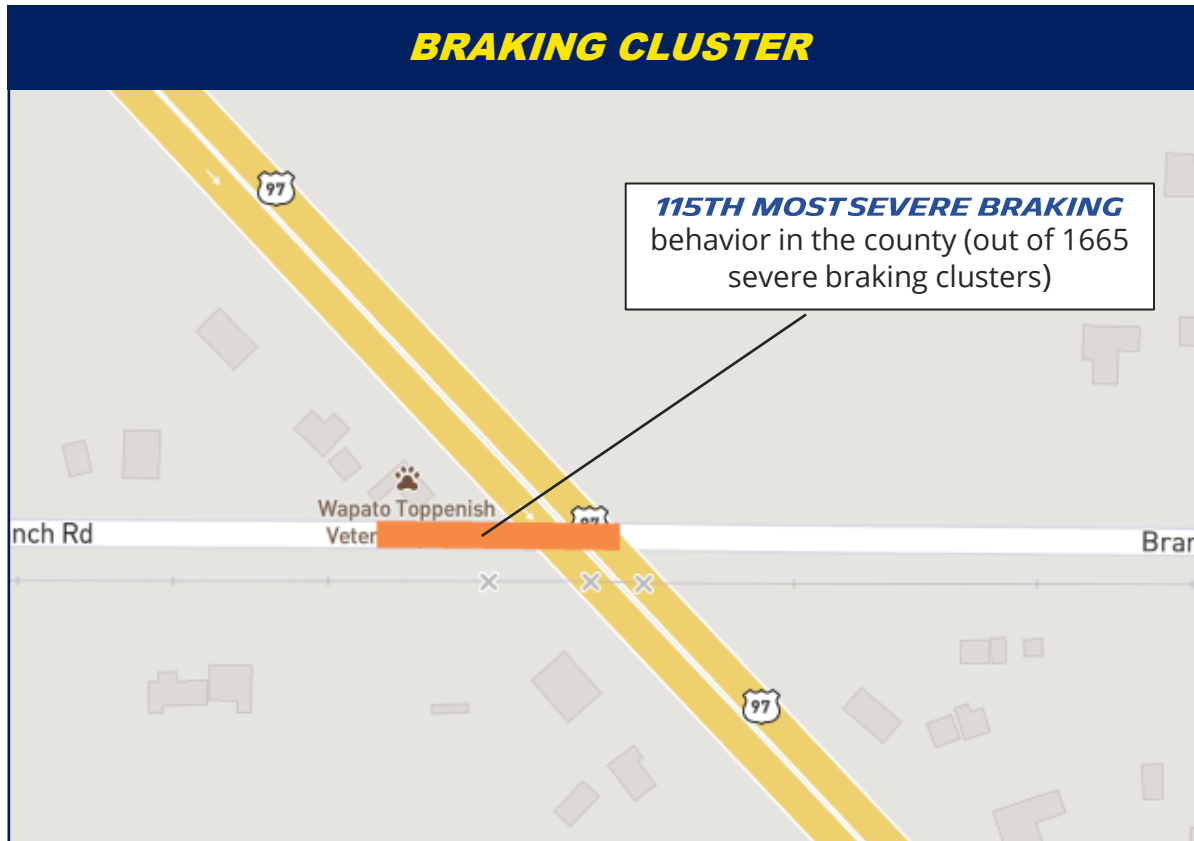 BRAKING CLUSTER
97
115TH MOST SEVERE BRAKING
behavior in the county (out of 1665
severe braking clusters)
Wapato Toppenish
97
nch Rd
Veter
Bran
97